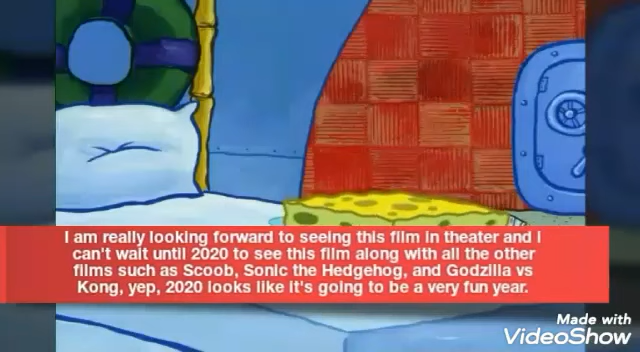 I am really looking forward to seeing this film in theater and I
can't wait until 2020 to see this film along with all the other
films such as Scoob, Sonic the Hedgehog, and Godzilla vs
Kong, yep, 2020 looks like it's going to be a very fun year.
Made with
VideoShow